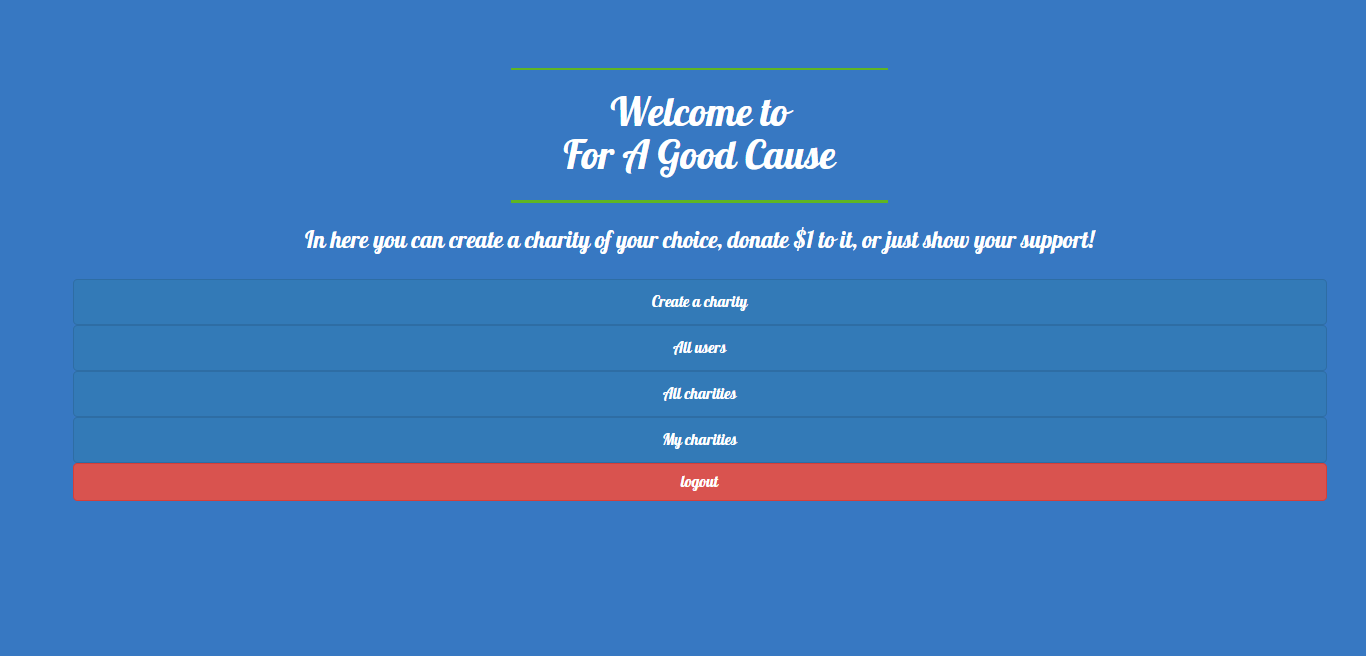 Welcome to
For A Good Cause
In here you can create a charity of your choice, donate $1 to it, or just show your support!
Create a charity
All users
All charities
My charities
logout